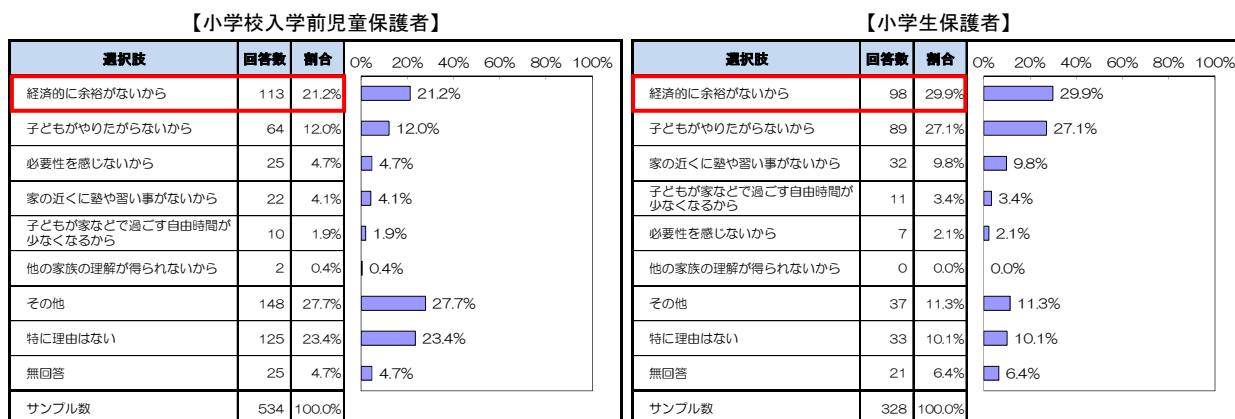 【小学校入学前児童保護者】
選択肢 回答数 割合 0% 20% 40% 60% 80% 100%
経済的に余裕がないから 113 21.2% 21.2%
子どもがやりたがらないから 64 12.0% 12.0%
必要性を感じないから 25 4.7% 4.7%
家の近くに塾や習い事がないから 22 4.1% 4.1%
子どもが家などで過ごす自由時間が
少なくなるから 10 1.9% 1.9%
他の家族の理解が得られないから 2 0.4% 0.4%
その他 148 27.7% 27.7%
特に理由はない 125 23.4% 23.4%
無回答 25 4.7% 4.7%
サンプル数 534 100.0%
【小学生保護者】
選択肢 回答数 割合 0% 20% 40% 60% 80% 100%
経済的に余裕がないから 98 29.9% 29.9%
子どもがやりたがらないから 89 27.1% 27.1%
家の近くに塾や習い事がないから 32 9.8% 9.8%
子どもが家などで過ごす自由時間が
少なくなるから 11 3.4% 3.4%
必要性を感じないから 7 2.1% 2.1%
他の家族の理解が得られないから 0 0.0% 0.0%
その他 37 11.3% 11.3%
特に理由はない 33 10.1% 10.1%
無回答 21 6.4% 6.4%
サンプル数 328 100.0%